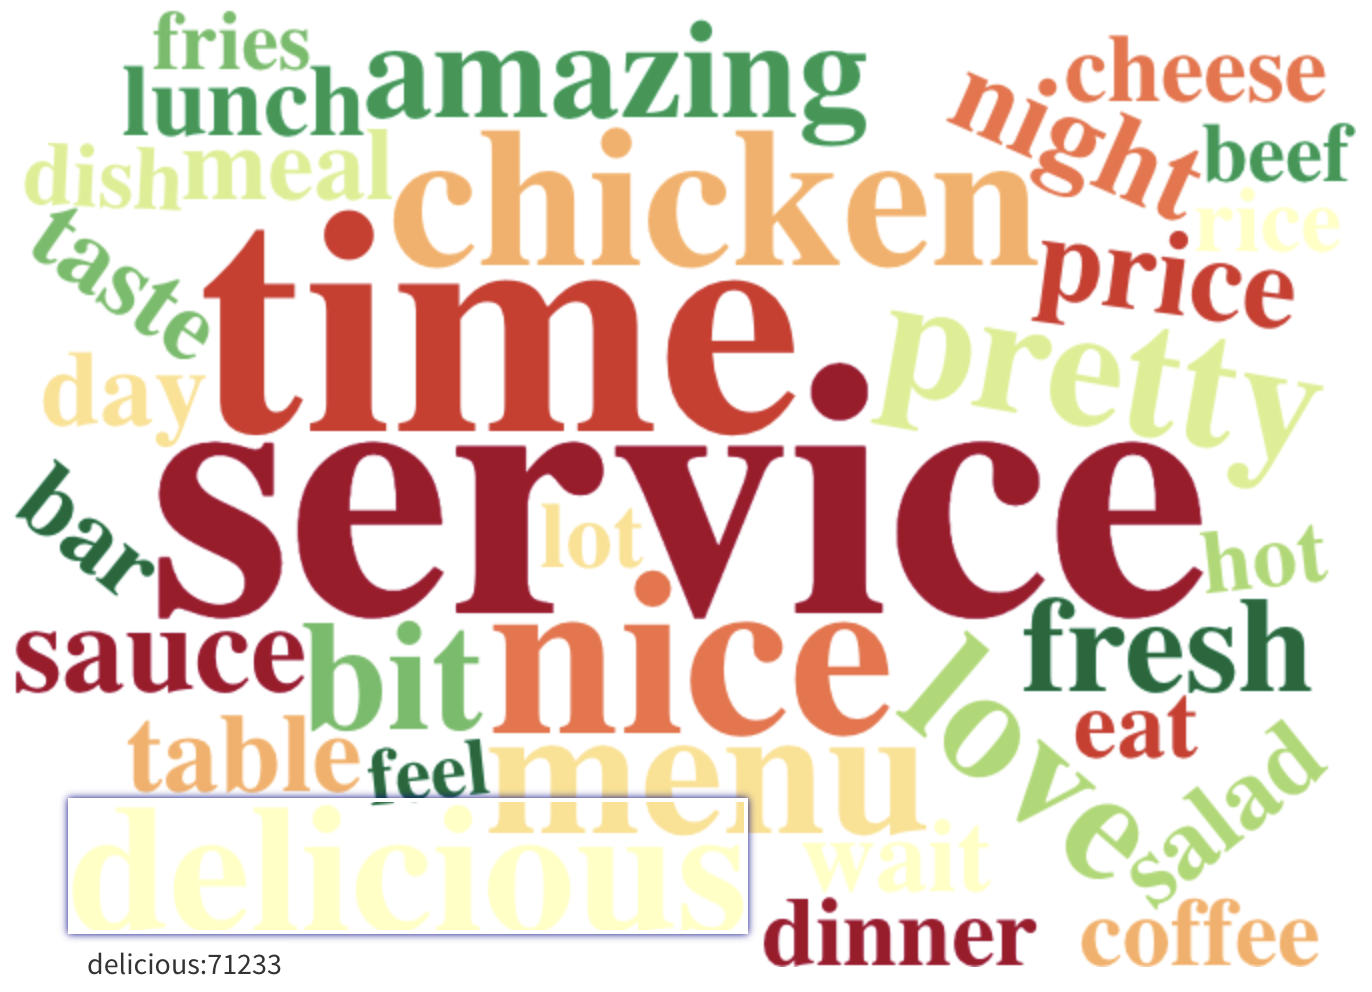 fries
lunch
amazing
cheese
night
beef
dish
meal
chicken
rice
taste
time
price
pretty
day
service
bar
lot
hot
sauce
bit
nice
love
fresh
eat
table
feel
menu
salad
delicious
wait
dinner
coffee
delicious:71233